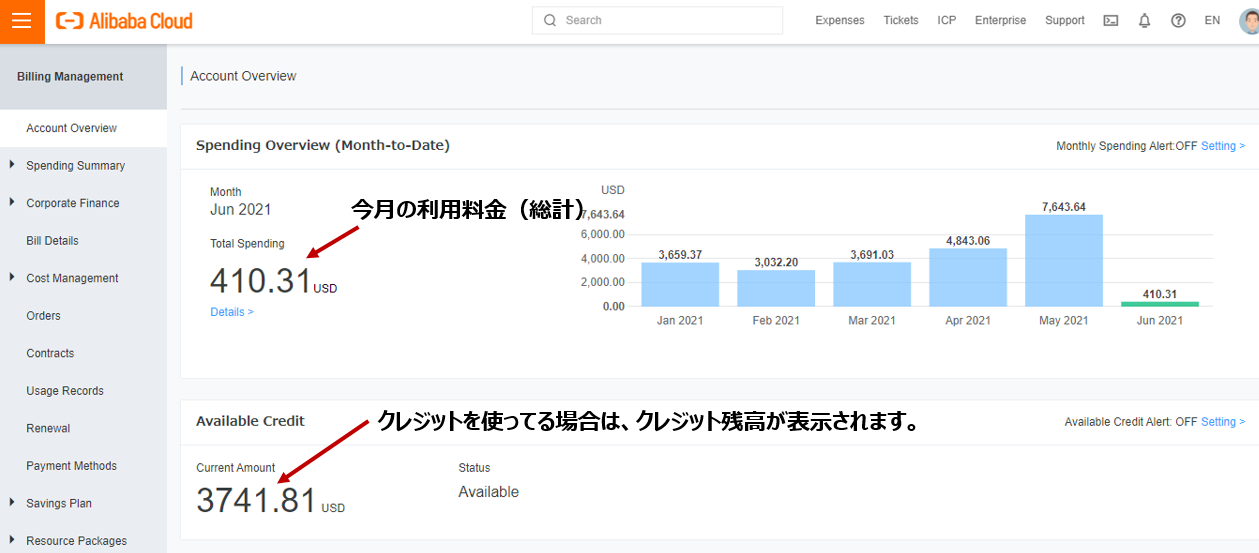 Alibaba Cloud
Search
Expenses Tickets ICP Enterprise Support EN
Billing Management
Account Overview
Spending Summary
Corporate Finance
Bill Details
Cost Management
Orders
Contracts
Usage Records
Renewal
Payment Methods
Savings Plan
Resource Packages
Account Overview
Spending Overview (Month-to-Date)
Monthly Spending Alert:OFF Setting >
Month
Jun 2021
今月の利用料金（総計）
Total Spending
410.31 USD
Details >
USD
7,643.64
6,000.00
4,000.00
2,000.00
0.00
3,659.37
3,032.20
3,691.03
4,843.06
7,643.64
410.31
Jan 2021 Feb 2021 Mar 2021 Apr 2021 May 2021 Jun 2021
Available Credit
クレジットを使ってる場合は、クレジット残高が表示されます。
Available Credit Alert: OFF Setting >
Current Amount
3741.81 USD
Status
Available